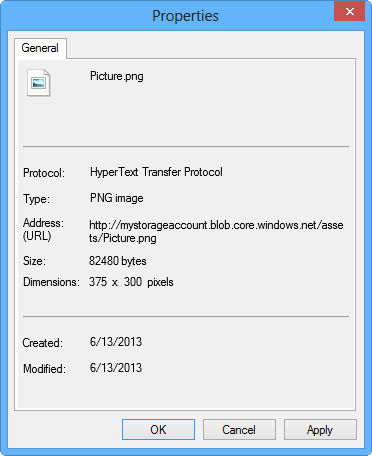 Properties
General
Picture.png
Protocol: HyperText Transfer Protocol
Type: PNG image
Address: http://mystorageaccount.blob.core.windows.net/asse
(URL) ts/Picture.png
Size: 82480 bytes
Dimensions: 375 x 300 pixels
Created: 6/13/2013
Modified: 6/13/2013
OK Cancel Apply